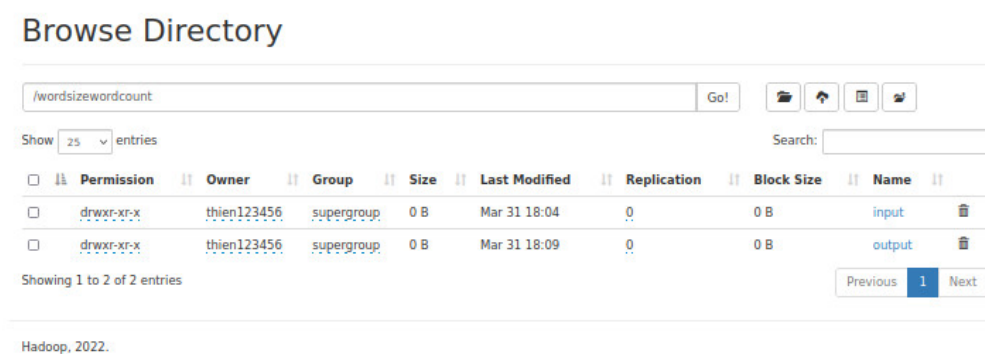 Browse Directory
/wordsizewordcount Go!
Show 25 entries Search:
Permission Owner Group Size Last Modified Replication Block Size Name
drwxr-xr-x thien123456 supergroup 0 B Mar 31 18:04 0 0 B input
drwxr-xr-x thien123456 supergroup 0 B Mar 31 18:09 0 0 B output
Showing 1 to 2 of 2 entries Previous 1 Next
Hadoop, 2022.